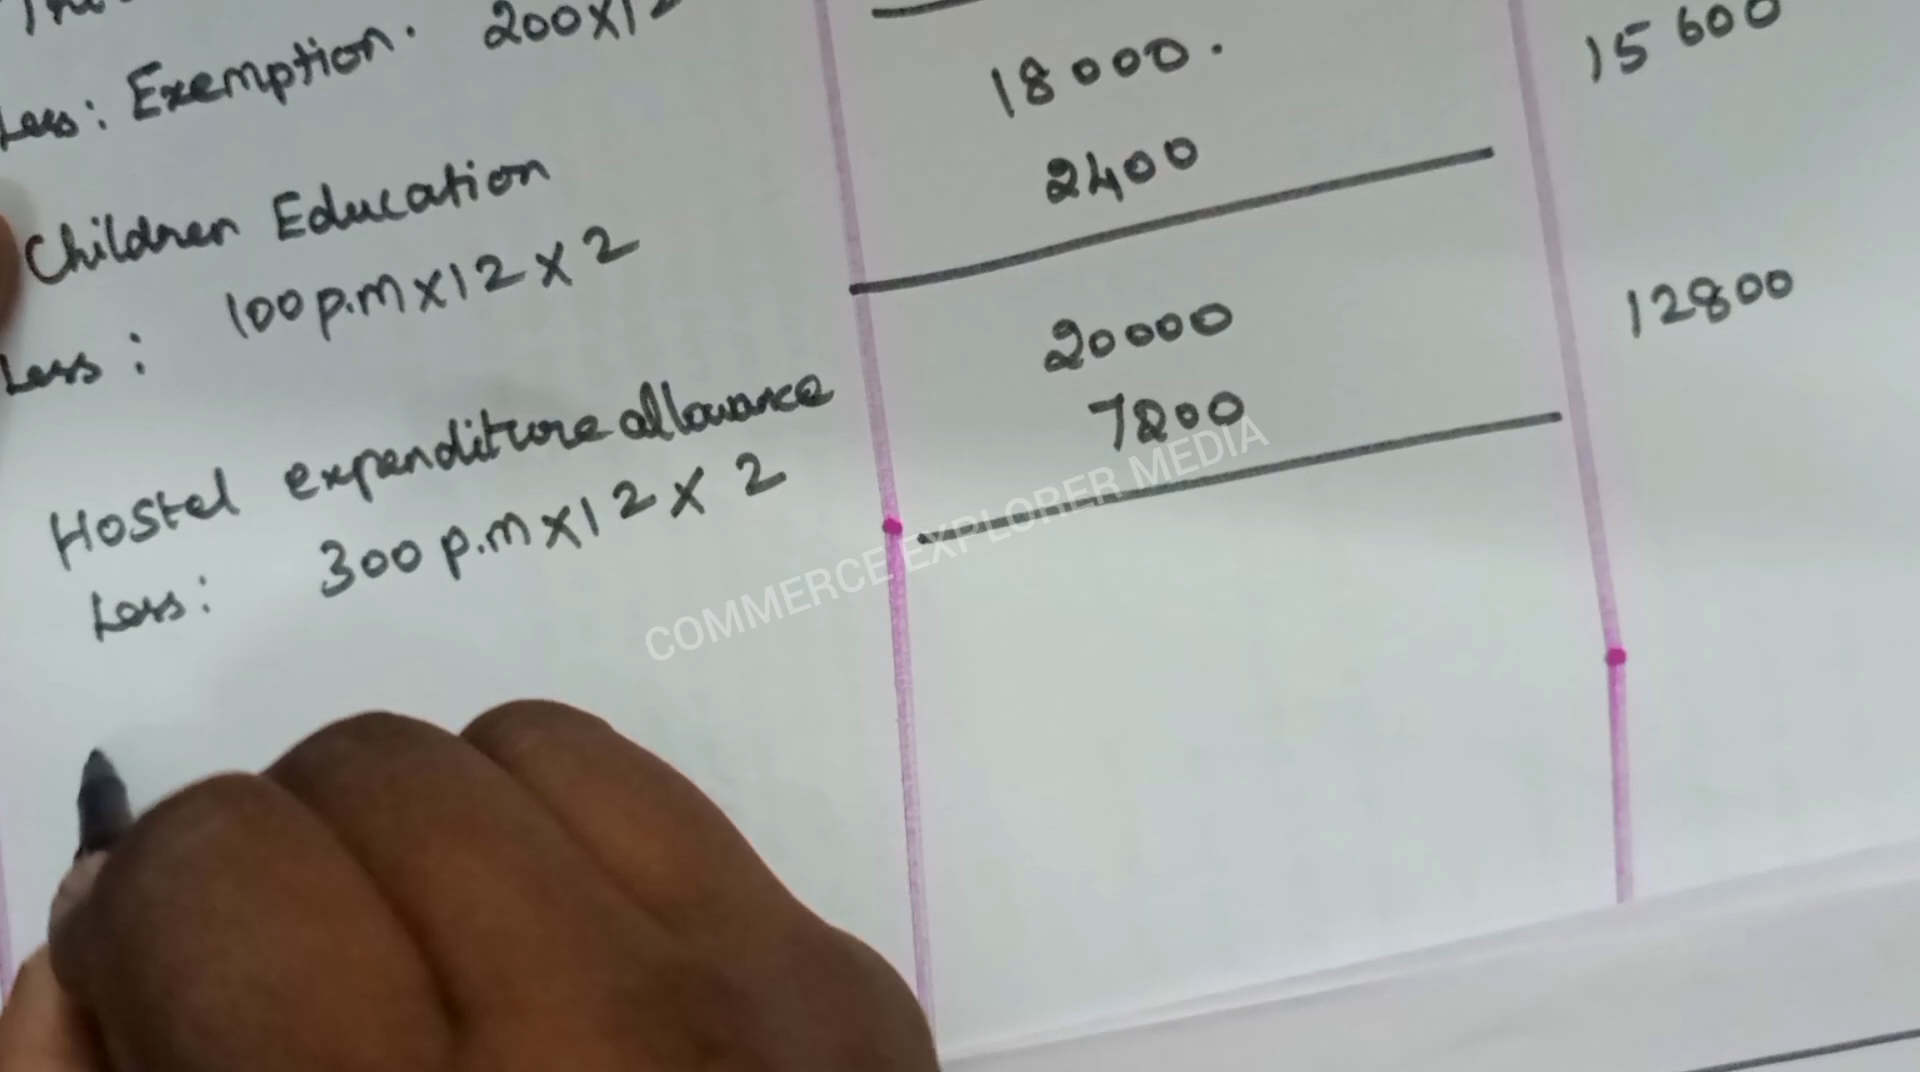 Less: Exemption. 200x12
Children Education 18000.
Less: 100 p.m x 12 x 2 2400 15600
Hostel expenditure allowance 20000
Less: 300 p.m x 12 x 2 7200 12800
COMMERCE EXPLORER MEDIA